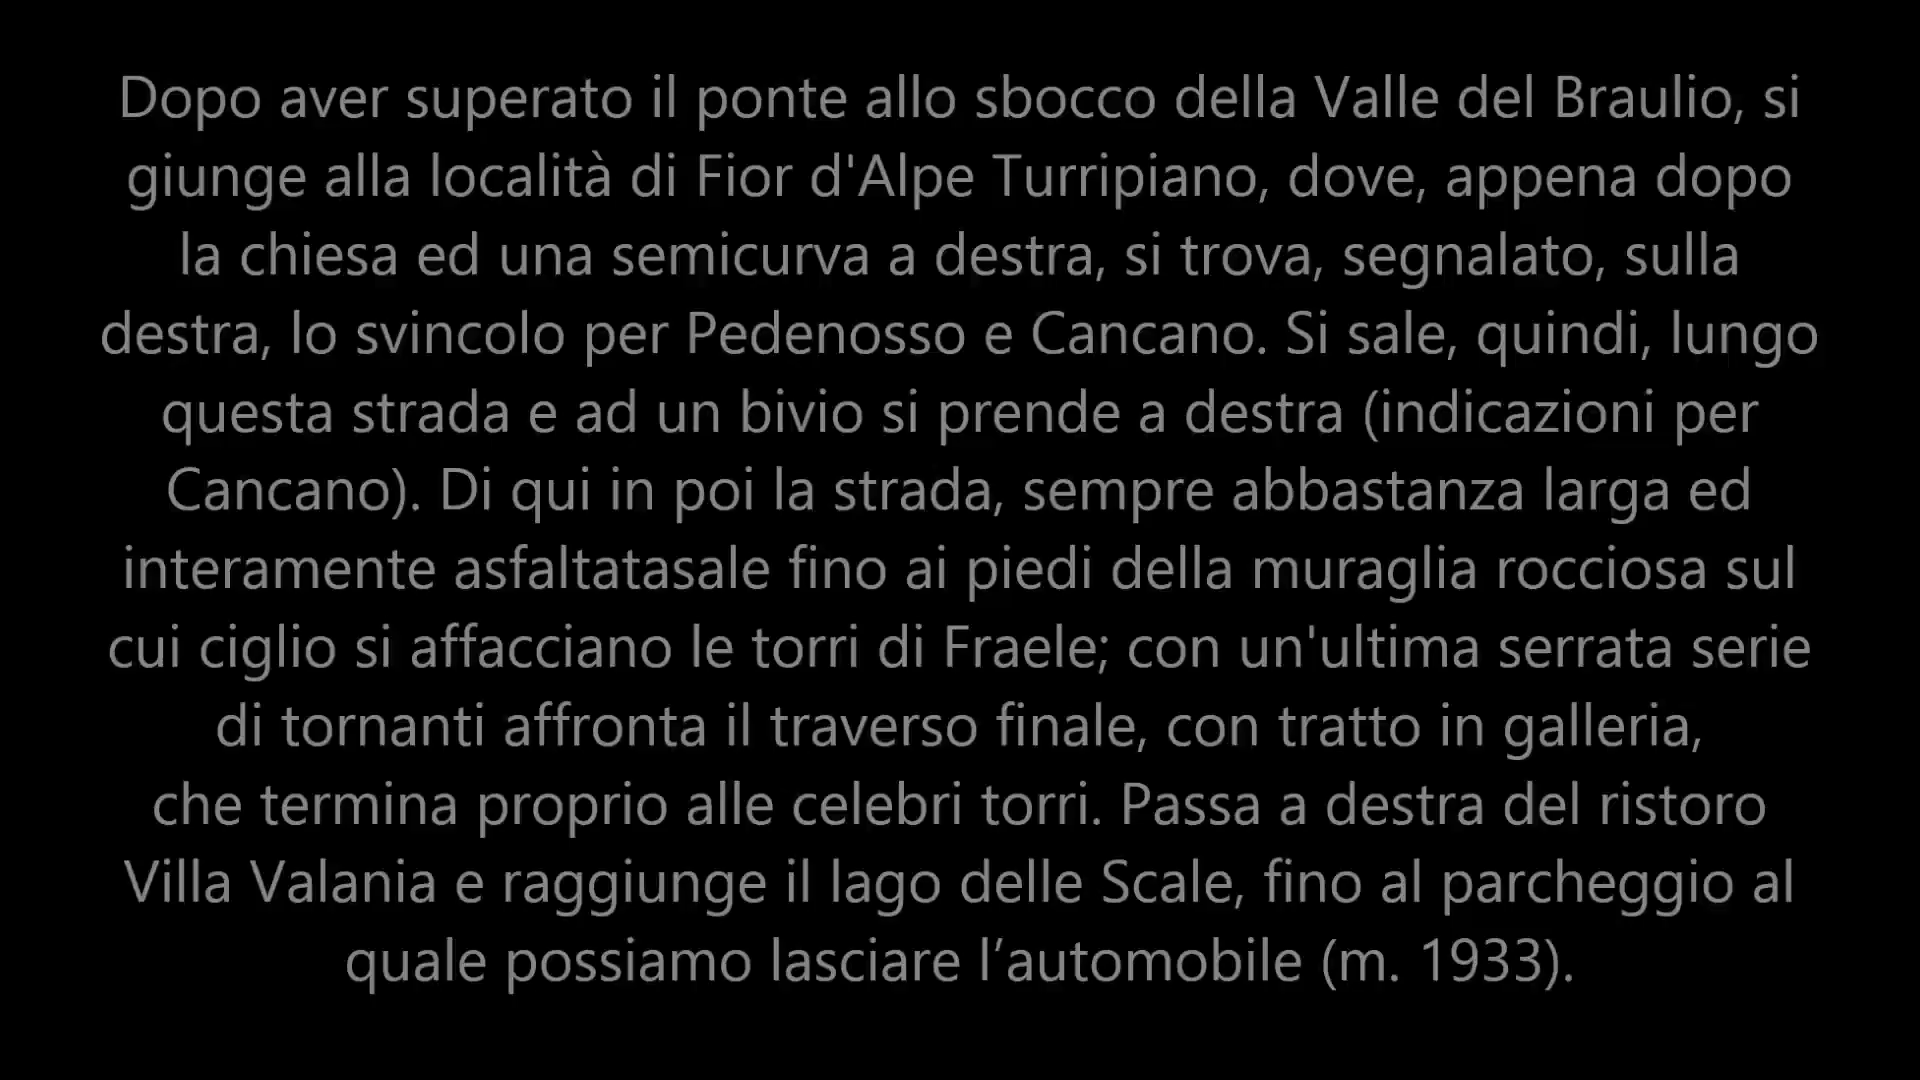 Dopo aver superato il ponte allo sbocco della Valle del Braulio, si
giunge alla località di Fior d'Alpe Turripiano, dove, appena dopo
la chiesa ed una semicurva a destra, si trova, segnalato, sulla
destra, lo svincolo per Pedenosso e Cancano. Si sale, quindi, lungo
questa strada e ad un bivio si prende a destra (indicazioni per
Cancano). Di qui in poi la strada, sempre abbastanza larga ed
interamente asfaltatasale fino ai piedi della muraglia rocciosa sul
cui ciglio si affacciano le torri di Fraele; con un'ultima serrata serie
di tornanti affronta il traverso finale, con tratto in galleria,
che termina proprio alle celebri torri. Passa a destra del ristoro
Villa Valania e raggiunge il lago delle Scale, fino al parcheggio al
quale possiamo lasciare l’automobile (m. 1933).